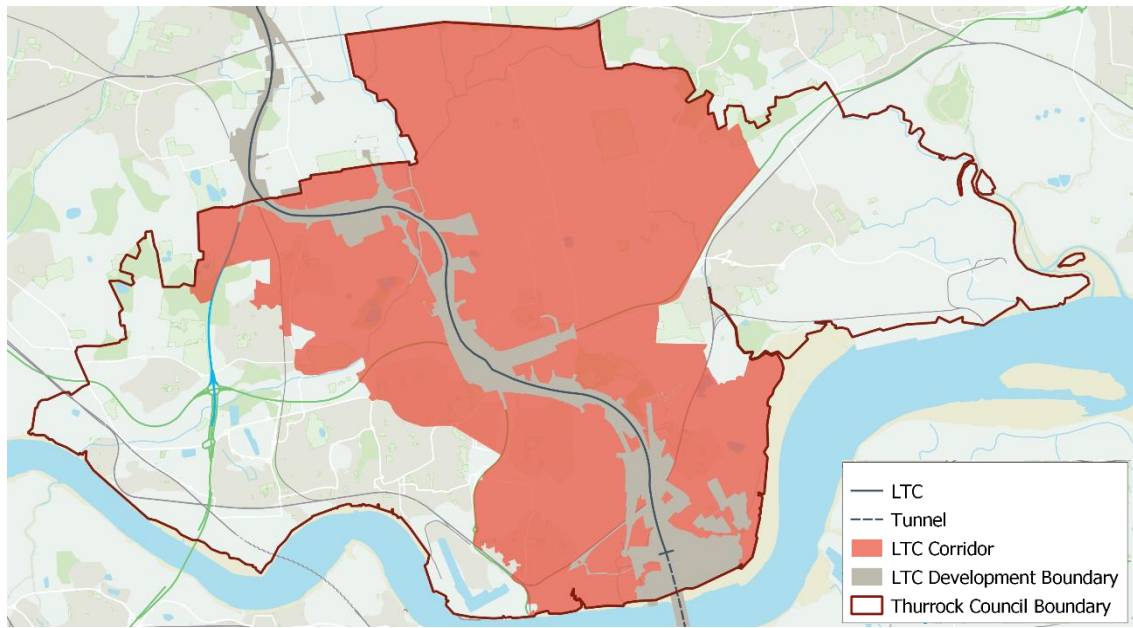 LTC
Tunnel
LTC Corridor
LTC Development Boundary
Thurrock Council Boundary